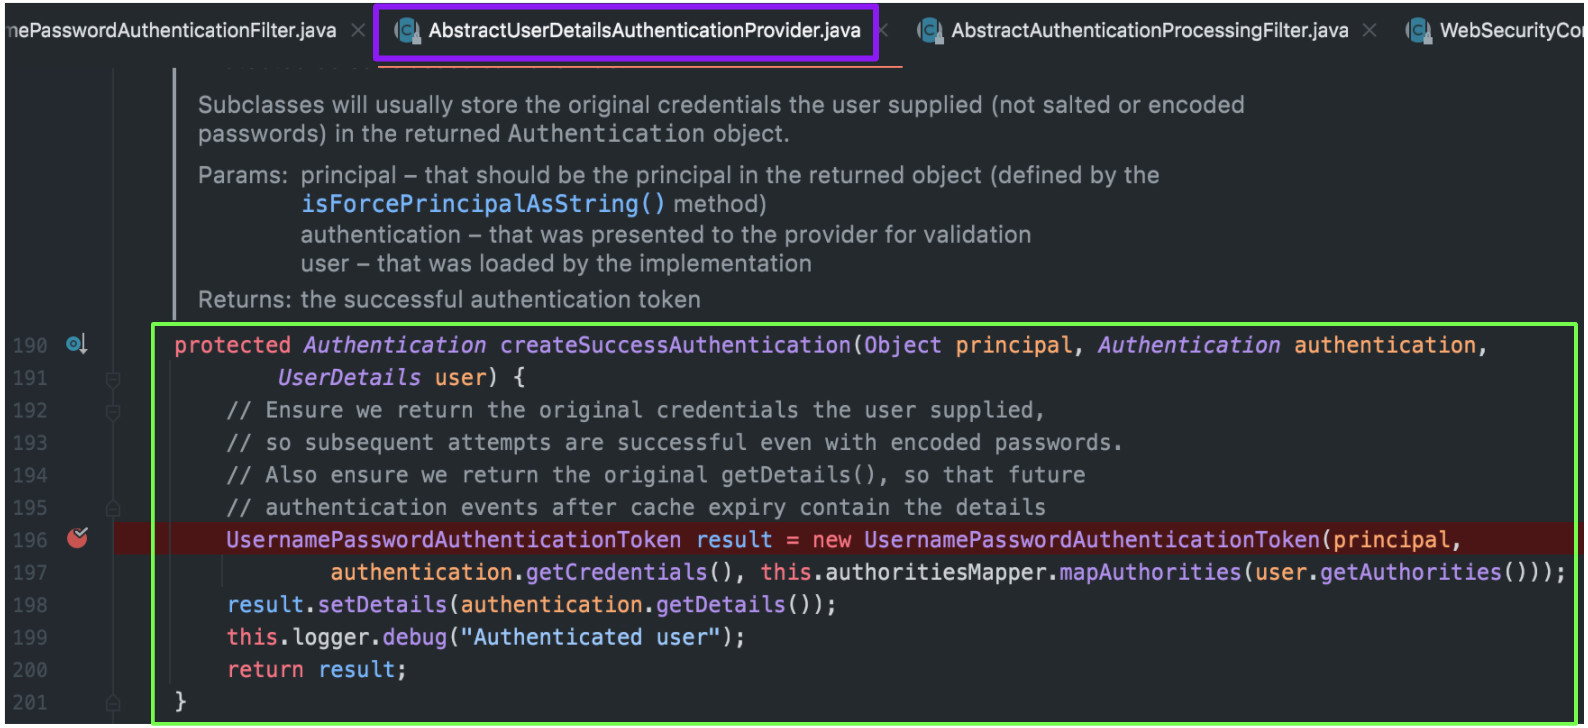 mePasswordAuthenticationFilter.java AbstractUserDetailsAuthenticationProvider.java AbstractAuthenticationProcessingFilter.java WebSecurityCo
Subclasses will usually store the original credentials the user supplied (not salted or encoded
passwords) in the returned Authentication object.
Params: principal – that should be the principal in the returned object (defined by the
isForcePrincipalAsString() method)
authentication – that was presented to the provider for validation
user – that was loaded by the implementation
Returns: the successful authentication token
190 protected Authentication createSuccessAuthentication(Object principal, Authentication authentication,
191 UserDetails user) {
192 // Ensure we return the original credentials the user supplied,
193 // so subsequent attempts are successful even with encoded passwords.
194 // Also ensure we return the original getDetails(), so that future
195 // authentication events after cache expiry contain the details
196 UsernamePasswordAuthenticationToken result = new UsernamePasswordAuthenticationToken(principal,
197 authentication.getCredentials(), this.authoritiesMapper.mapAuthorities(user.getAuthorities()));
198 result.setDetails(authentication.getDetails());
199 this.logger.debug("Authenticated user");
200 return result;
201 }